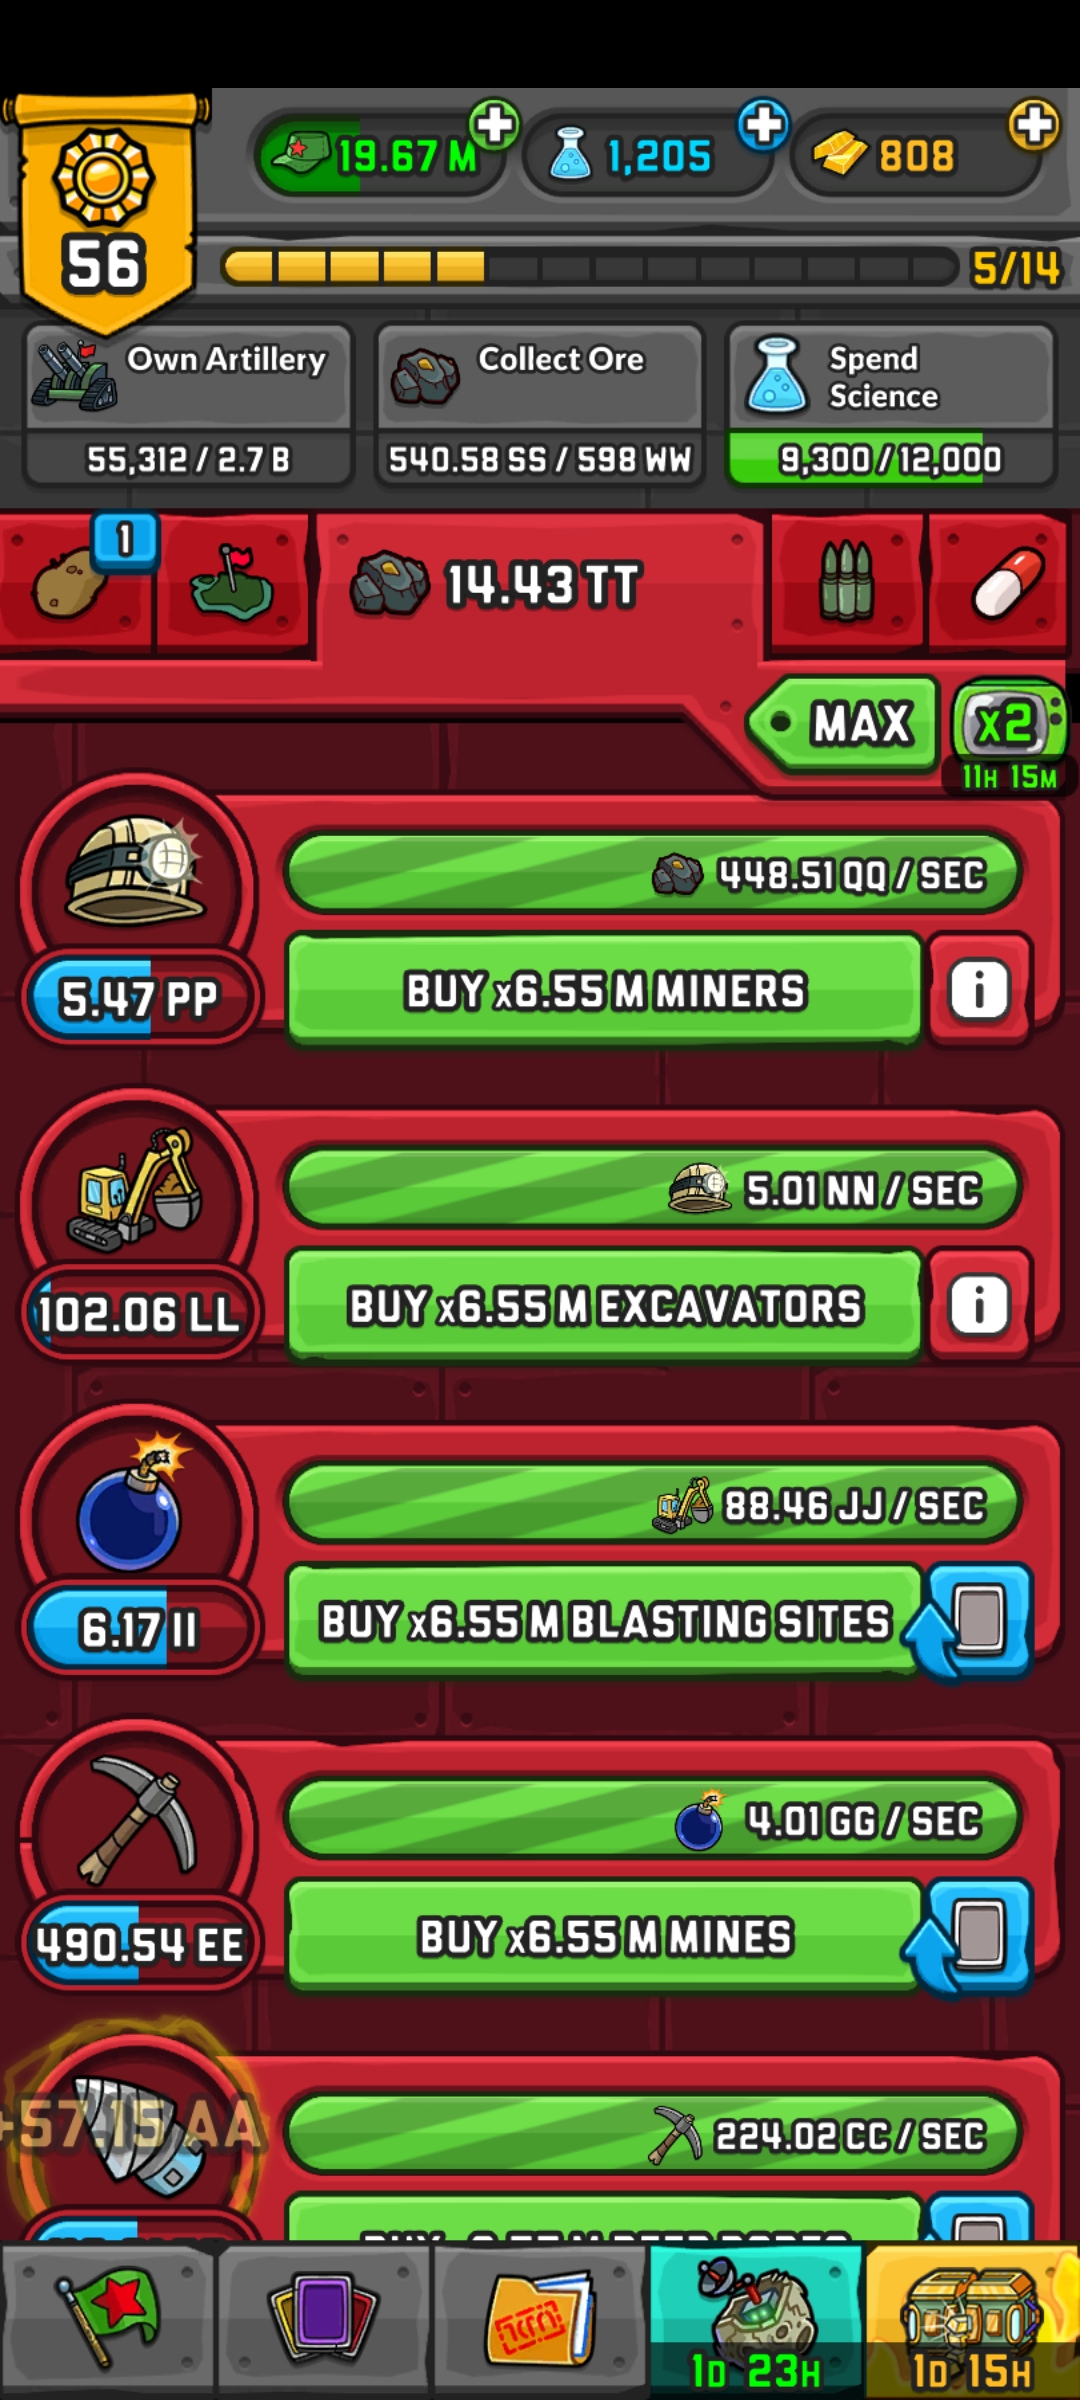 19.67 M
1,205
808
56
5/14
Own Artillery
55,312 / 2.7 B
Collect Ore
540.58 SS / 598 WW
Spend
Science
9,300 / 12,000
1
14.43 TT
MAX
x2
11H 15M
448.51 QQ / SEC
5.47 PP
BUY x6.55 M MINERS
i
5.01 NN / SEC
102.06 LL
BUY x6.55 M EXCAVATORS
i
88.46 JJ / SEC
6.17 II
BUY x6.55 M BLASTING SITES
4.01 GG / SEC
490.54 EE
BUY x6.55 M MINES
+57.15 AA
224.02 CC / SEC
1D 23H
1D 15H